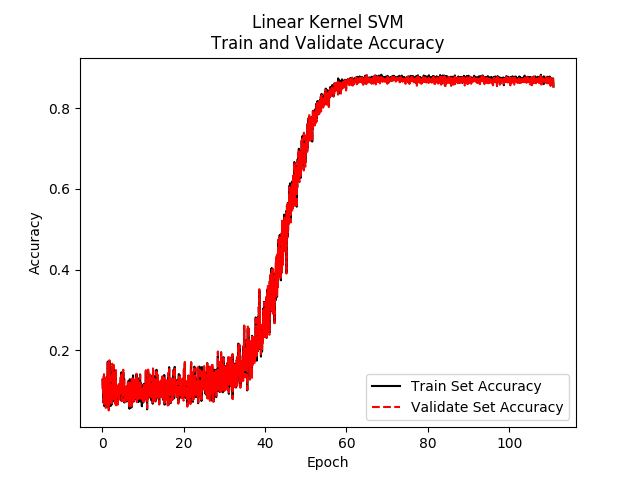 Linear Kernel SVM
Train and Validate Accuracy
Accuracy
0.8
0.6
0.4
0.2
0 20 40 60 80 100
Epoch
Train Set Accuracy
Validate Set Accuracy